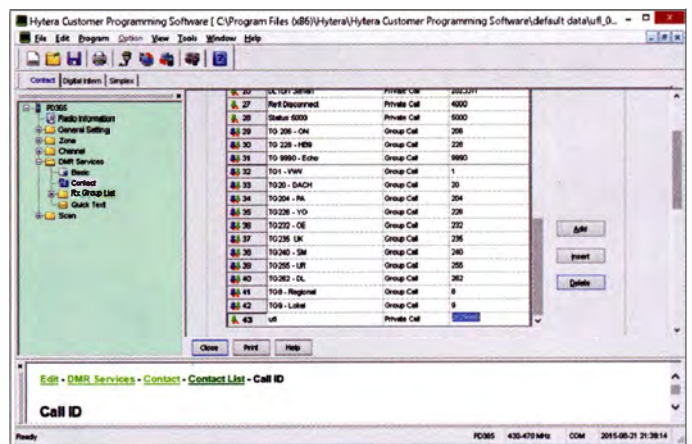 Hytera Customer Programming Software [ C:\Program Files (x86)\Hytera\Hytera Customer Programming Software\default data\ufl_0...
File Edit Program Option View Tools Window Help
Contact Digital Intern Simplex
PD365
Radio Information
General Setting
Zone
Channel
DMR Services
Basic
Contact
Rx Group List
Quick Text
Scan
27 Refl Disconnect Private Call 4000
28 Status 5000 Private Call 5000
29 TG 206 - ON Group Call 206
30 TG 228 - HB9 Group Call 228
31 TG 9990 - Echo Group Call 9990
32 TG1 - WW Group Call 1
33 TG20 - DACH Group Call 20
34 TG204 - PA Group Call 204
35 TG226 - YO Group Call 226
36 TG232 - OE Group Call 232
37 TG235 UK Group Call 235
38 TG240 - SM Group Call 240
39 TG255 - UR Group Call 255
40 TG262 - DL Group Call 262
41 TG8 - Regional Group Call 8
42 TG9 - Lokal Group Call 9
43 ufl Private Call
Add
Insert
Delete
Close Print Help
Edit - DMR Services - Contact - Contact List - Call ID
Call ID
Ready PD365 430-470 MHz COM 2015-06-21 21:39:14